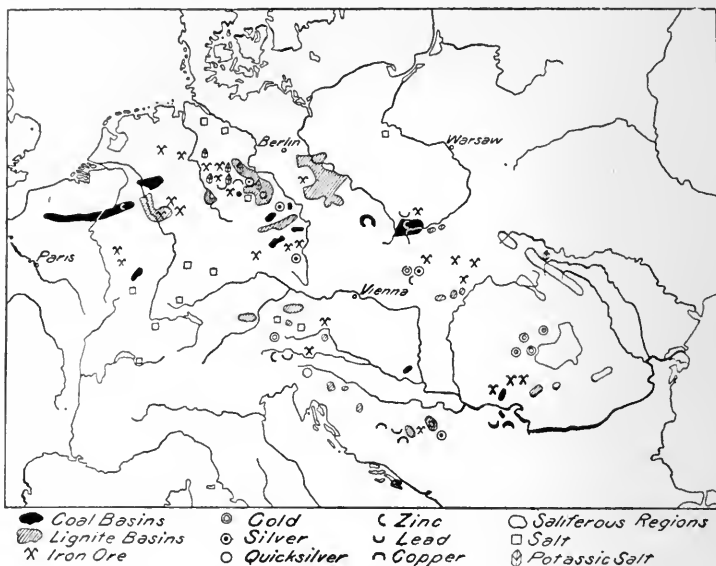 Berlin
Warsaw
Paris
Vienna
Coal Basins
Gold
Zinc
Saliferous Regions
Lignite Basins
Silver
Lead
Salt
Iron Ore
Quicksilver
Copper
Potassic Salt